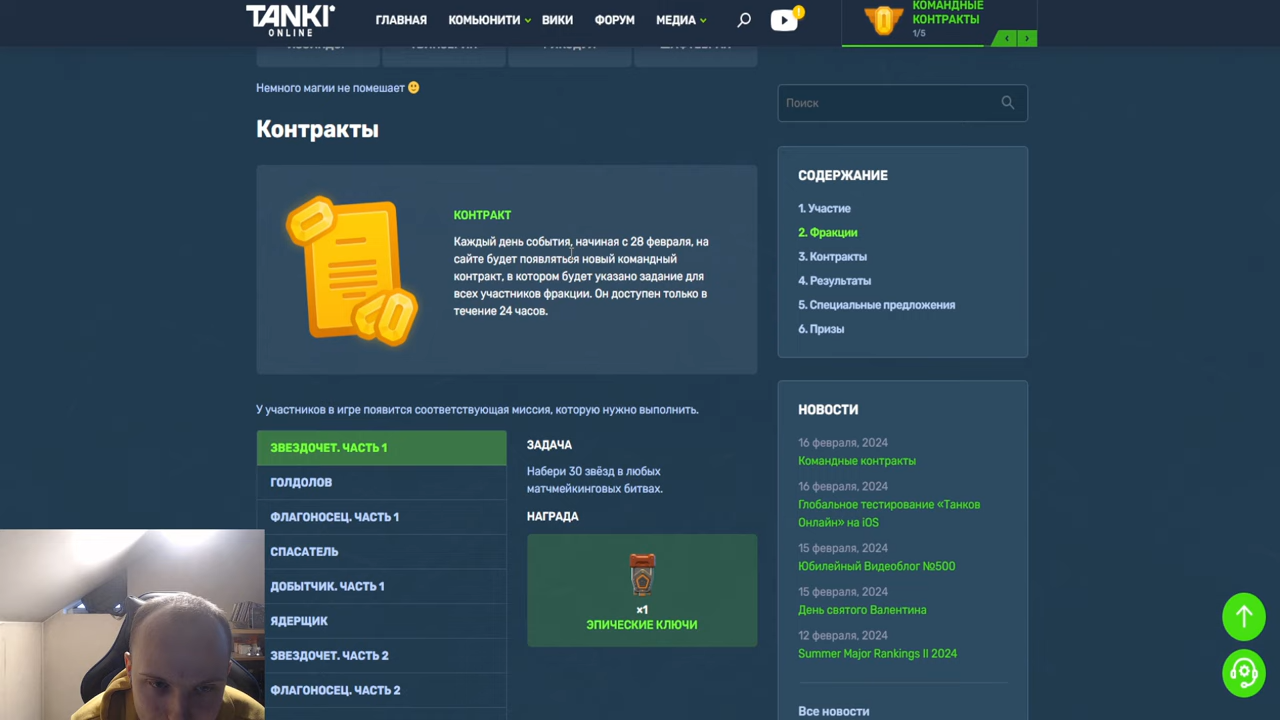 TANKI
ONLINE
ГЛАВНАЯ
КОМЬЮНИТИ
ВИКИ
ФОРУМ
МЕДИА
КОМАНДНЫЕ
КОНТРАКТЫ
1/5
Немного магии не помешает
Контракты
КОНТРАКТ
Каждый день события, начиная с 28 февраля, на
сайте будет появляться новый командный
контракт, в котором будет указано задание для
всех участников фракции. Он доступен только в
течение 24 часов.
У участников в игре появится соответствующая миссия, которую нужно выполнить.
ЗВЕЗДОЧЕТ. ЧАСТЬ 1
ГОЛДОЛОВ
ФЛАГОНОСЕЦ. ЧАСТЬ 1
СПАСАТЕЛЬ
ДОБЫТЧИК. ЧАСТЬ 1
ЯДЕРЩИК
ЗВЕЗДОЧЕТ. ЧАСТЬ 2
ФЛАГОНОСЕЦ. ЧАСТЬ 2
ЗАДАЧА
Набери 30 звёзд в любых
матчмейкинговых битвах.
НАГРАДА
x1
ЭПИЧЕСКИЕ КЛЮЧИ
Поиск
СОДЕРЖАНИЕ
1. Участие
2. Фракции
3. Контракты
4. Результаты
5. Специальные предложения
6. Призы
НОВОСТИ
16 февраля, 2024
Командные контракты
16 февраля, 2024
Глобальное тестирование «Танков
Онлайн» на iOS
15 февраля, 2024
Юбилейный Видеоблог №500
15 февраля, 2024
День святого Валентина
12 февраля, 2024
Summer Major Rankings II 2024
Все новости